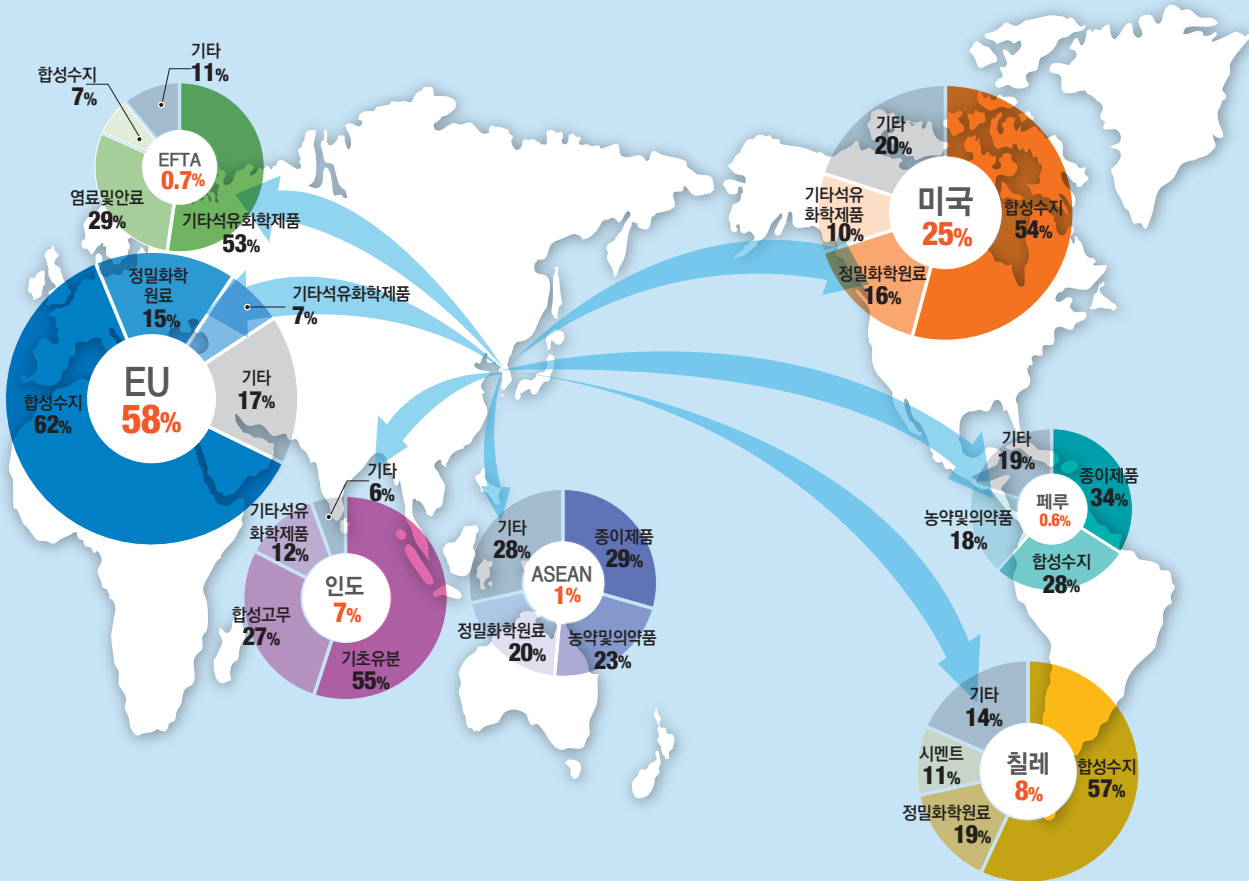 기타
11%
합성수지
7%
EFTA
0.7%
염료및안료
29%
기타석유화학제품
53%
정밀화학
원료
15%
기타석유화학제품
7%
EU
58%
기타
17%
합성수지
62%
기타
6%
기타석유
화학제품
12%
인도
7%
합성고무
27%
기초유분
55%
기타
28%
종이제품
29%
ASEAN
1%
정밀화학원료
20%
농약및의약품
23%
기타
20%
기타석유
화학제품
10%
미국
25%
합성수지
54%
정밀화학원료
16%
기타
19%
종이제품
34%
페루
0.6%
농약및의약품
18%
합성수지
28%
기타
14%
시멘트
11%
칠레
8%
합성수지
57%
정밀화학원료
19%